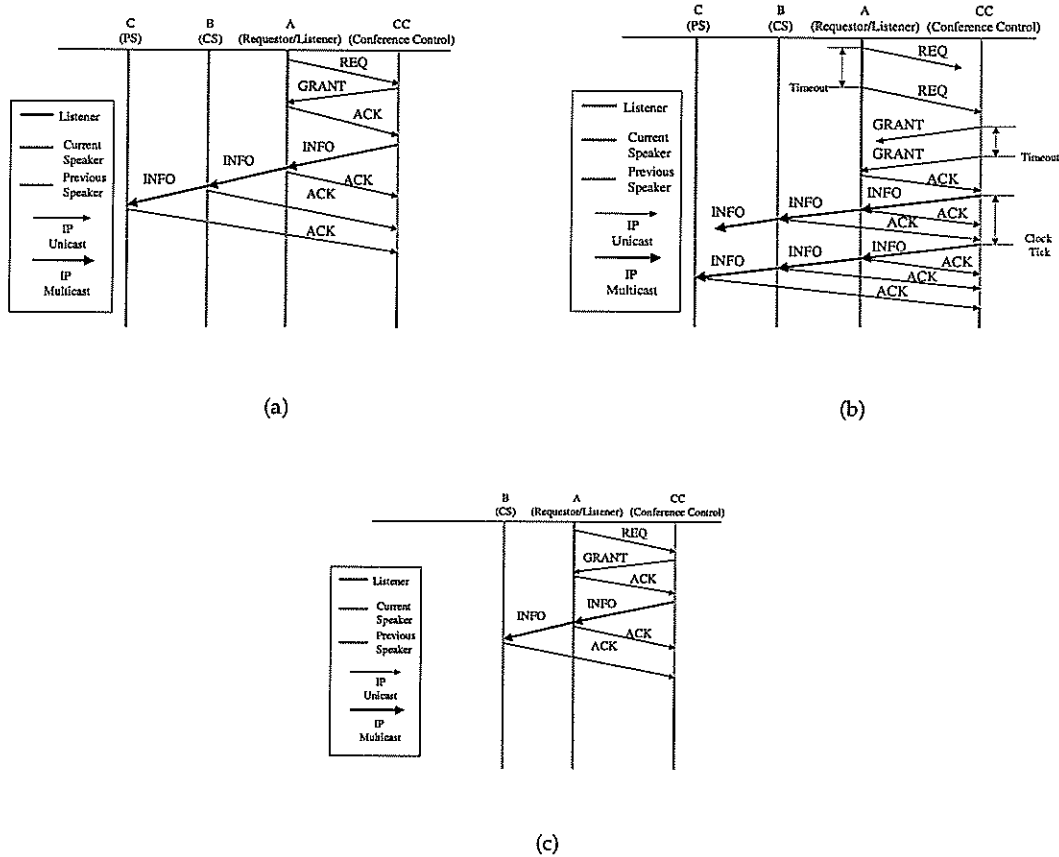 C B A CC
(PS) (CS) (Requestor/Listener) (Conference Control)
REQ
GRANT
ACK
INFO
INFO
INFO
ACK
ACK
ACK
Listener
Current
Speaker
Previous
Speaker
IP
Unicast
IP
Multicast
(a)
C B A CC
(PS) (CS) (Requestor/Listener) (Conference Control)
REQ
Timeout
REQ
GRANT
Timeout
GRANT
ACK
INFO
INFO
INFO
ACK
ACK
Clock
Tick
INFO
INFO
INFO
ACK
ACK
ACK
Listener
Current
Speaker
Previous
Speaker
IP
Unicast
IP
Multicast
(b)
B A CC
(CS) (Requestor/Listener) (Conference Control)
REQ
GRANT
ACK
INFO
INFO
ACK
ACK
Listener
Current
Speaker
Previous
Speaker
IP
Unicast
IP
Multicast
(c)